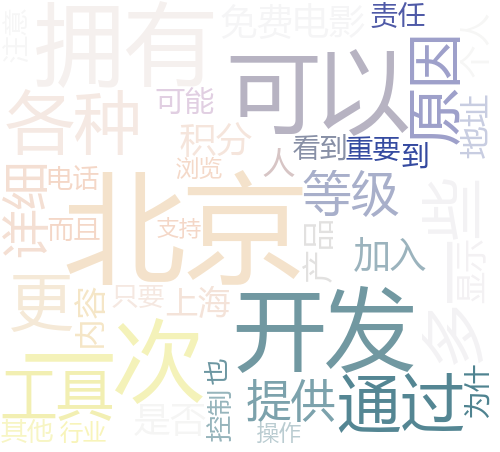 注意
拥有
免费电影
责任
个人
可以
原因
各种
可能
积分
地址
看到
重要
到
人
浏览
详细
电话
等级
北京
些
而且
支持
产品
加入
显示
更
内容
只要
上海
开发
多
一次
工具
也
为什
提供
通过
控制
是否
其他
行业
操作